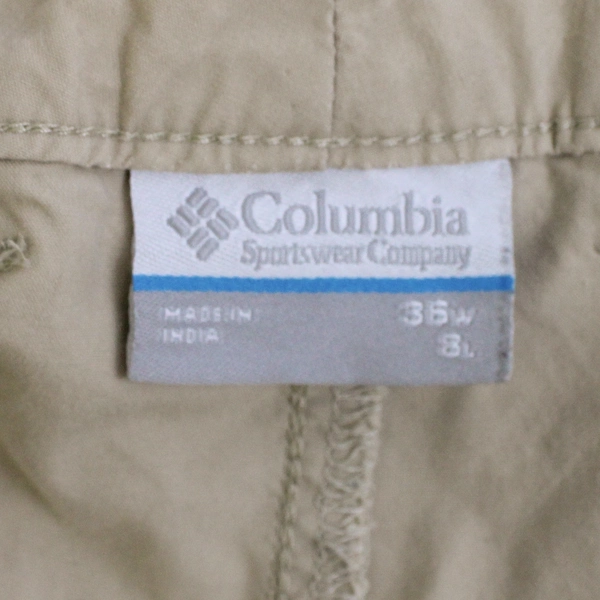 Columbia
Sportswear Company
MADE IN
INDIA
36W
8L